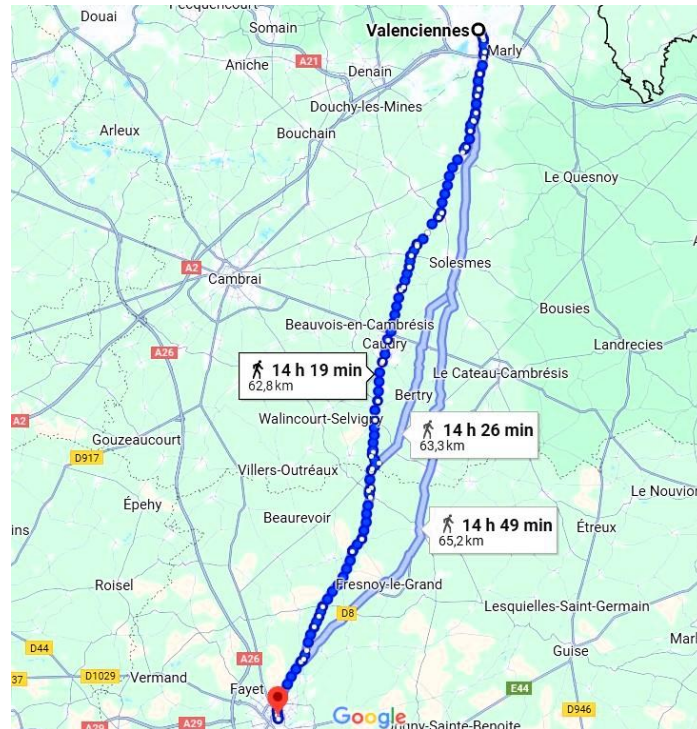 Douai
Pecquencourt
Somain
Valenciennes
Marly
Aniche
A21
Denain
Douchy-les-Mines
Arleux
Bouchain
Le Quesnoy
A2
Cambrai
Solesmes
Bousies
Beauvois-en-Cambrésis
Caudry
Landrecies
A26
14 h 19 min
62,8 km
Le Cateau-Cambrésis
Bertry
A2
Walincourt-Selvigny
14 h 26 min
63,3 km
Gouzeaucourt
D917
Villers-Outréaux
Le Nouvion
Épehy
Beaurevoir
14 h 49 min
65,2 km
Étreux
Roisel
Fresnoy-le-Grand
D8
Lesquielles-Saint-Germain
D44
A26
Guise
D1029
Vermand
Fayet
E44
A29
A29
Google
D946